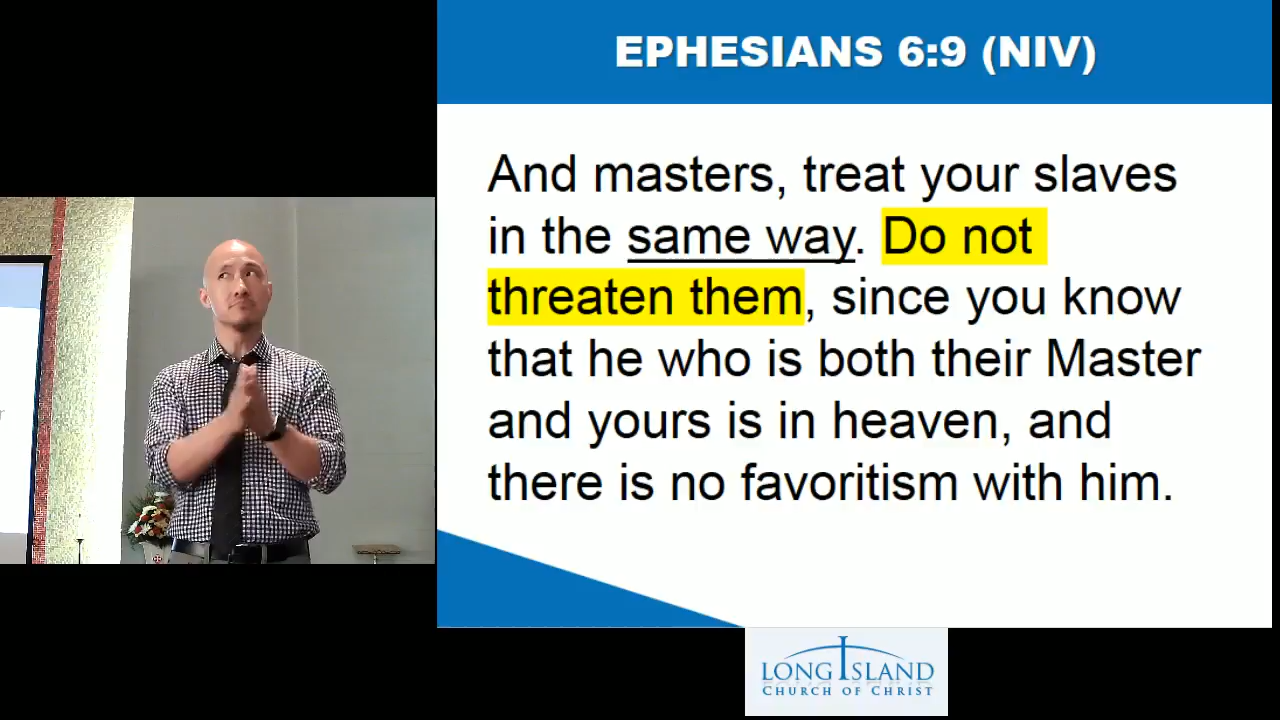 EPHESIANS 6:9 (NIV)
And masters, treat your slaves
in the same way. Do not
threaten them, since you know
that he who is both their Master
and yours is in heaven, and
there is no favoritism with him.
LONG ISLAND
CHURCH OF CHRIST